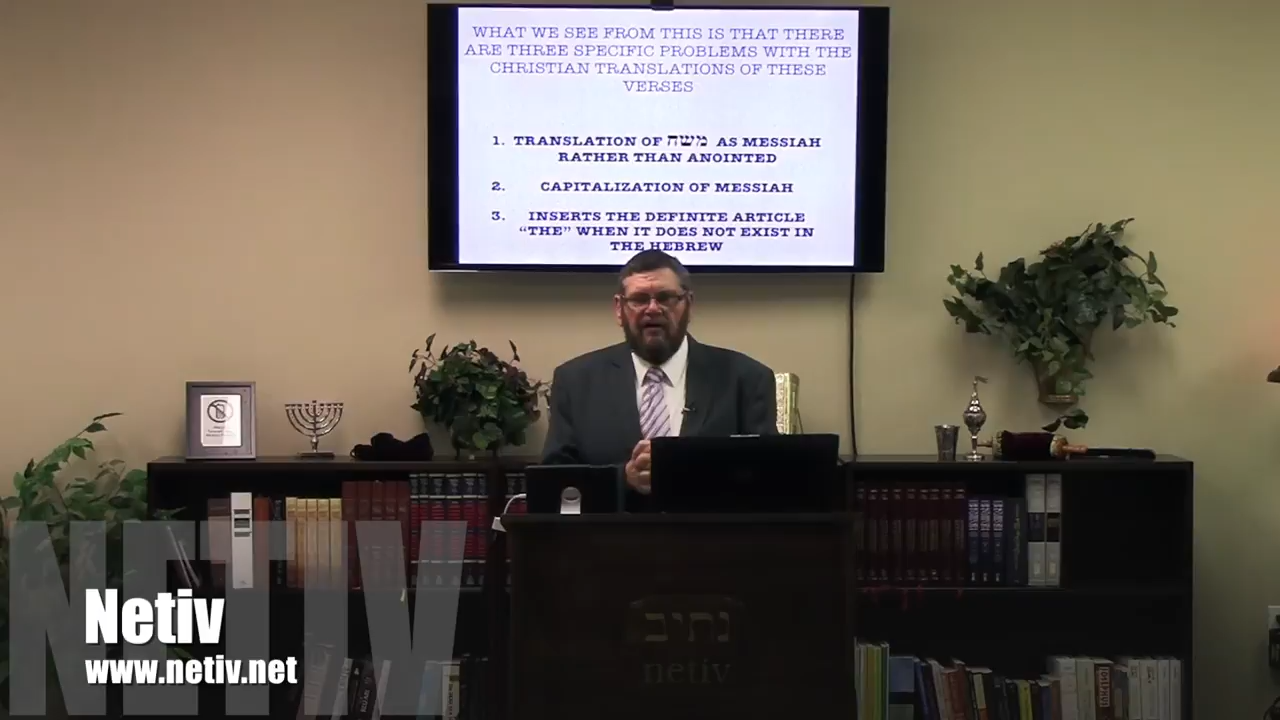 WHAT WE SEE FROM THIS IS THAT THERE
ARE THREE SPECIFIC PROBLEMS WITH THE
CHRISTIAN TRANSLATIONS OF THESE
VERSES
1. TRANSLATION OF משח AS MESSIAH
RATHER THAN ANOINTED
2. CAPITALIZATION OF MESSIAH
3. INSERTS THE DEFINITE ARTICLE
“THE” WHEN IT DOES NOT EXIST IN
THE HEBREW
NETIV
Netiv
www.netiv.net
נתיב
netiv